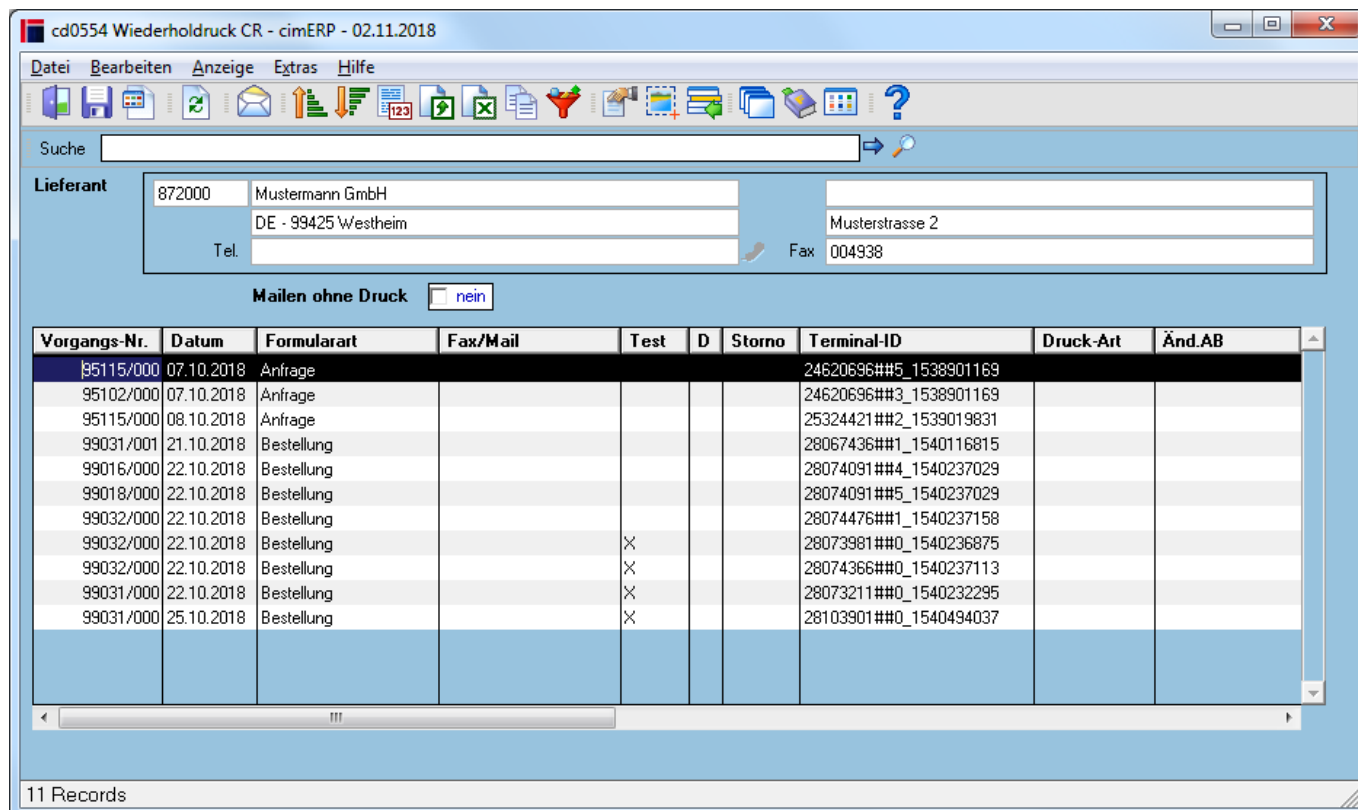 cd0554 Wiederholdruck CR - cimERP - 02.11.2018
Datei Bearbeiten Anzeige Extras Hilfe
123
Suche
Lieferant 872000 Mustermann GmbH
DE - 99425 Westheim Musterstrasse 2
Tel. Fax 004938
Mailen ohne Druck nein
Vorgangs-Nr. Datum Formularart Fax/Mail Test D Storno Terminal-ID Druck-Art Änd.AB
95115/000 07.10.2018 Anfrage 24620696##5_1538901169
95102/000 07.10.2018 Anfrage 24620696##3_1538901169
95115/000 08.10.2018 Anfrage 25324421##2_1539019831
99031/001 21.10.2018 Bestellung 28067436##1_1540116815
99016/000 22.10.2018 Bestellung 28074091##4_1540237029
99018/000 22.10.2018 Bestellung 28074091##5_1540237029
99032/000 22.10.2018 Bestellung 28074476##1_1540237158
99032/000 22.10.2018 Bestellung X 28073981##0_1540236875
99032/000 22.10.2018 Bestellung X 28074366##0_1540237113
99031/000 22.10.2018 Bestellung X 28073211##0_1540232295
99031/000 25.10.2018 Bestellung X 28103901##0_1540494037
11 Records